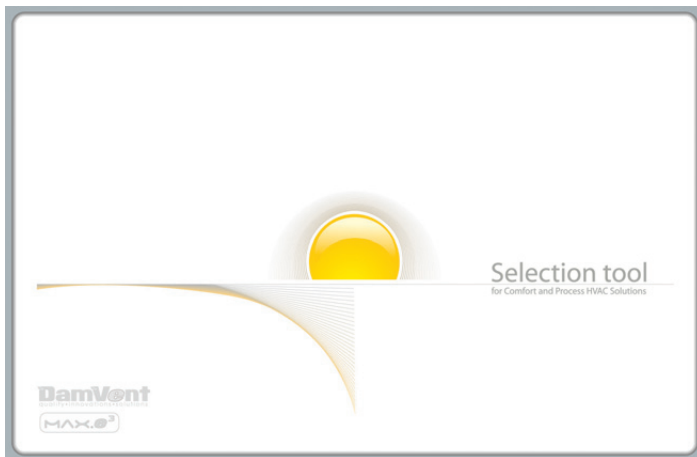 Selection tool
for Comfort and Process HVAC Solutions
DamVent
MAX.e³